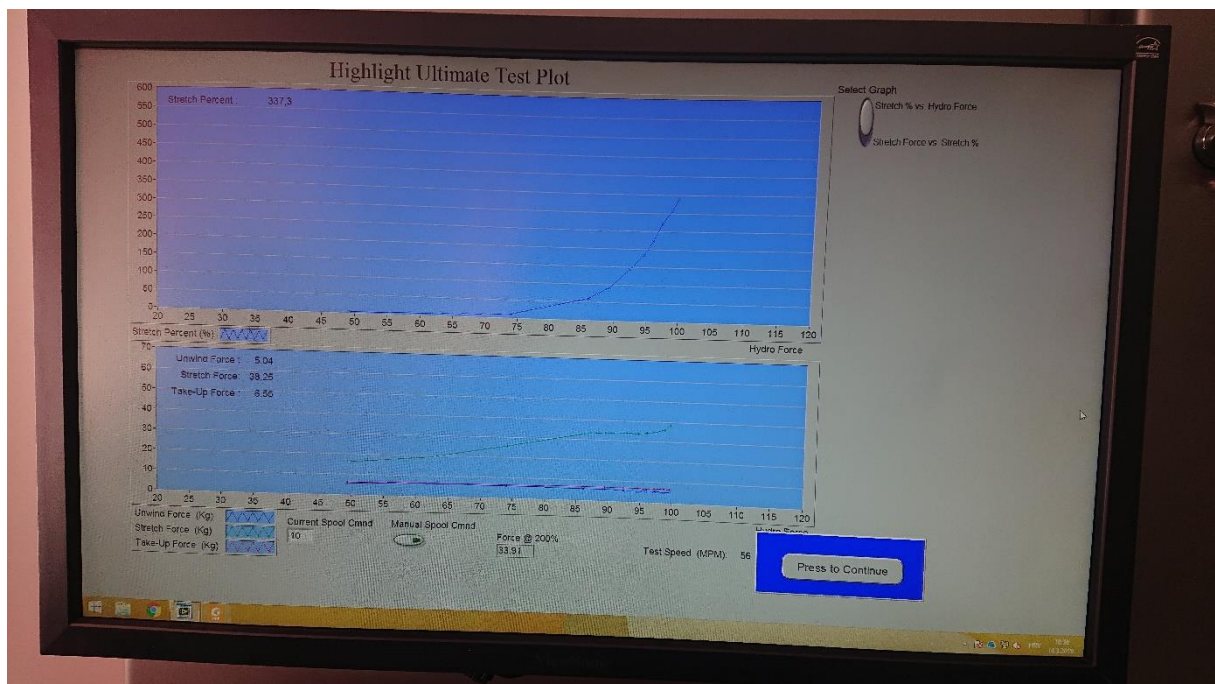 Highlight Ultimate Test Plot
Select Graph
Stretch % vs Hydro Force
Stretch Force vs Stretch %
Stretch Percent : 337,3
600
550
500
450
400
350
300
250
200
150
100
50
0
20 25 30 35 40 45 50 55 60 65 70 75 80 85 90 95 100 105 110 115 120
Stretch Percent (%)
Hydro Force
70
60
50
40
30
20
10
0
Unwind Force : 5.04
Stretch Force: 38.25
Take-Up Force : 6.56
20 25 30 35 40 45 50 55 60 65 70 75 80 85 90 95 100 105 110 115 120
Hydro Force
Unwind Force (Kg)
Stretch Force (Kg)
Take-Up Force (Kg)
Current Spool Cmnd
Manual Spool Cmnd
Force @ 200%
33.91
Test Speed (MPM): 56
Press to Continue